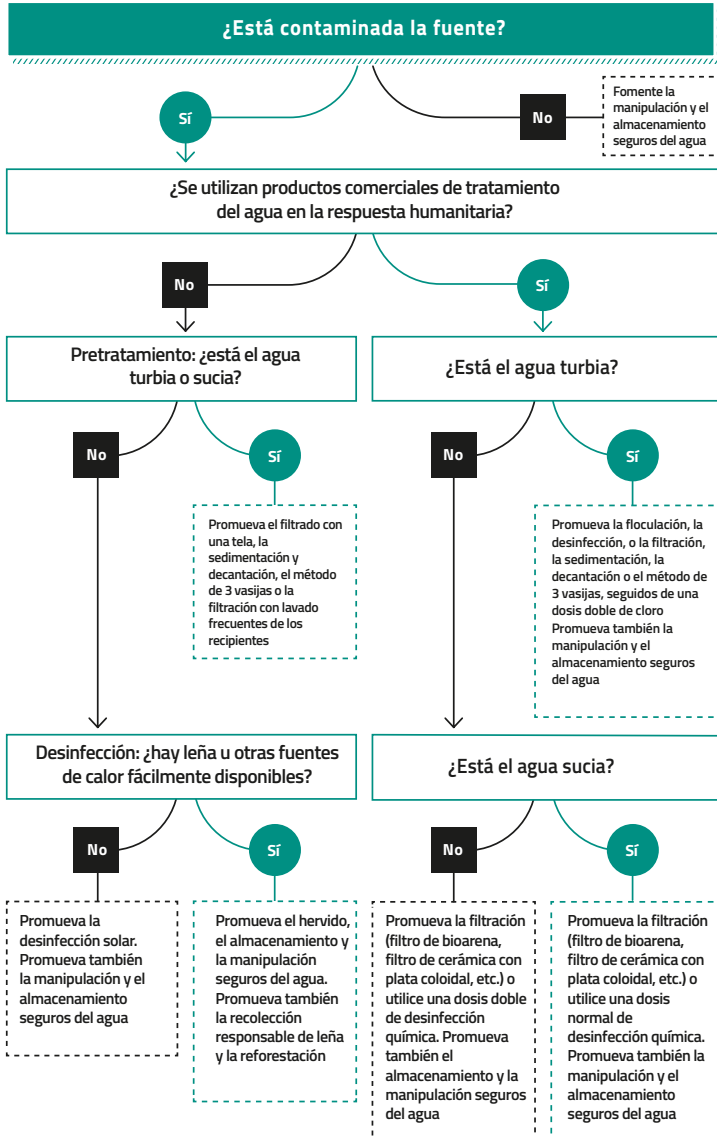 ¿Está contaminada la fuente?
Sí
No
Fomente la
manipulación y el
almacenamiento
seguros del agua
¿Se utilizan productos comerciales de tratamiento
del agua en la respuesta humanitaria?
No
Sí
Pretratamiento: ¿está el agua
turbia o sucia?
¿Está el agua turbia?
No
Sí
No
Sí
Promueva el filtrado con
una tela, la
sedimentación y
decantación, el método
de 3 vasijas o la
filtración con lavado
frecuentes de los
recipientes
Promueva la floculación, la
desinfección, o la filtración,
la sedimentación, la
decantación o el método de
3 vasijas, seguidos de una
dosis doble de cloro
Promueva también la
manipulación y el
almacenamiento seguros
del agua
Desinfección: ¿hay leña u otras fuentes
de calor fácilmente disponibles?
¿Está el agua sucia?
No
Sí
No
Sí
Promueva la
desinfección solar.
Promueva también
la manipulación y el
almacenamiento
seguros del agua
Promueva el hervido,
el almacenamiento y
la manipulación
seguros del agua.
Promueva también
la recolección
responsable de leña
y la reforestación
Promueva la filtración
(filtro de bioarena,
filtro de cerámica con
plata coloidal, etc.) o
utilice una dosis doble
de desinfección
química. Promueva
también el
almacenamiento y la
manipulación seguros
del agua
Promueva la filtración
(filtro de bioarena,
filtro de cerámica con
plata coloidal, etc.) o
utilice una dosis
normal de
desinfección química.
Promueva también la
manipulación y el
almacenamiento
seguros del agua